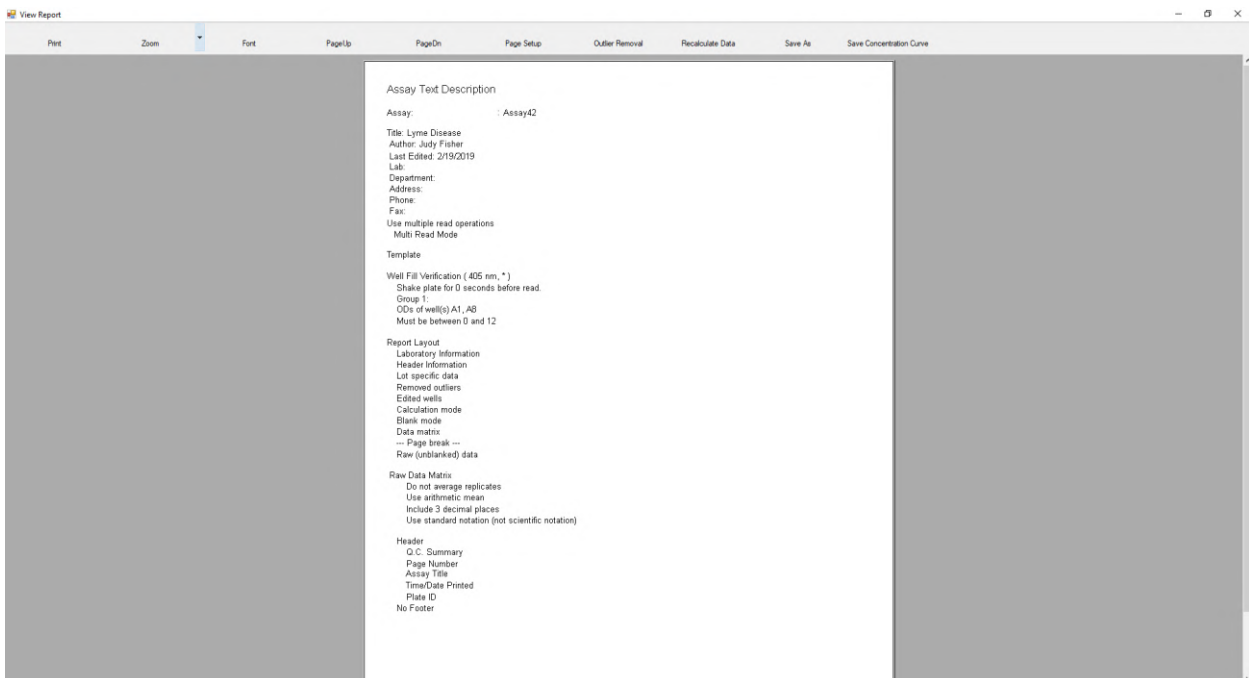 View Report
Print Zoom Font PageUp PageDn Page Setup Outlier Removal Recalculate Data Save As Save Concentration Curve
Assay Text Description
Assay: : Assay42
Title: Lyme Disease
Author: Judy Fisher
Last Edited: 2/19/2019
Lab:
Department:
Address:
Phone:
Fax:
Use multiple read operations
Multi Read Mode
Template
Well Fill Verification ( 405 nm, * )
Shake plate for 0 seconds before read.
Group 1:
ODs of well(s) A1, A8
Must be between 0 and 12
Report Layout
Laboratory Information
Header Information
Lot specific data
Removed outliers
Edited wells
Calculation mode
Blank mode
Data matrix
--- Page break ---
Raw (unblanked) data
Raw Data Matrix
Do not average replicates
Use arithmetic mean
Include 3 decimal places
Use standard notation (not scientific notation)
Header
Q.C. Summary
Page Number
Assay Title
Time/Date Printed
Plate ID
No Footer